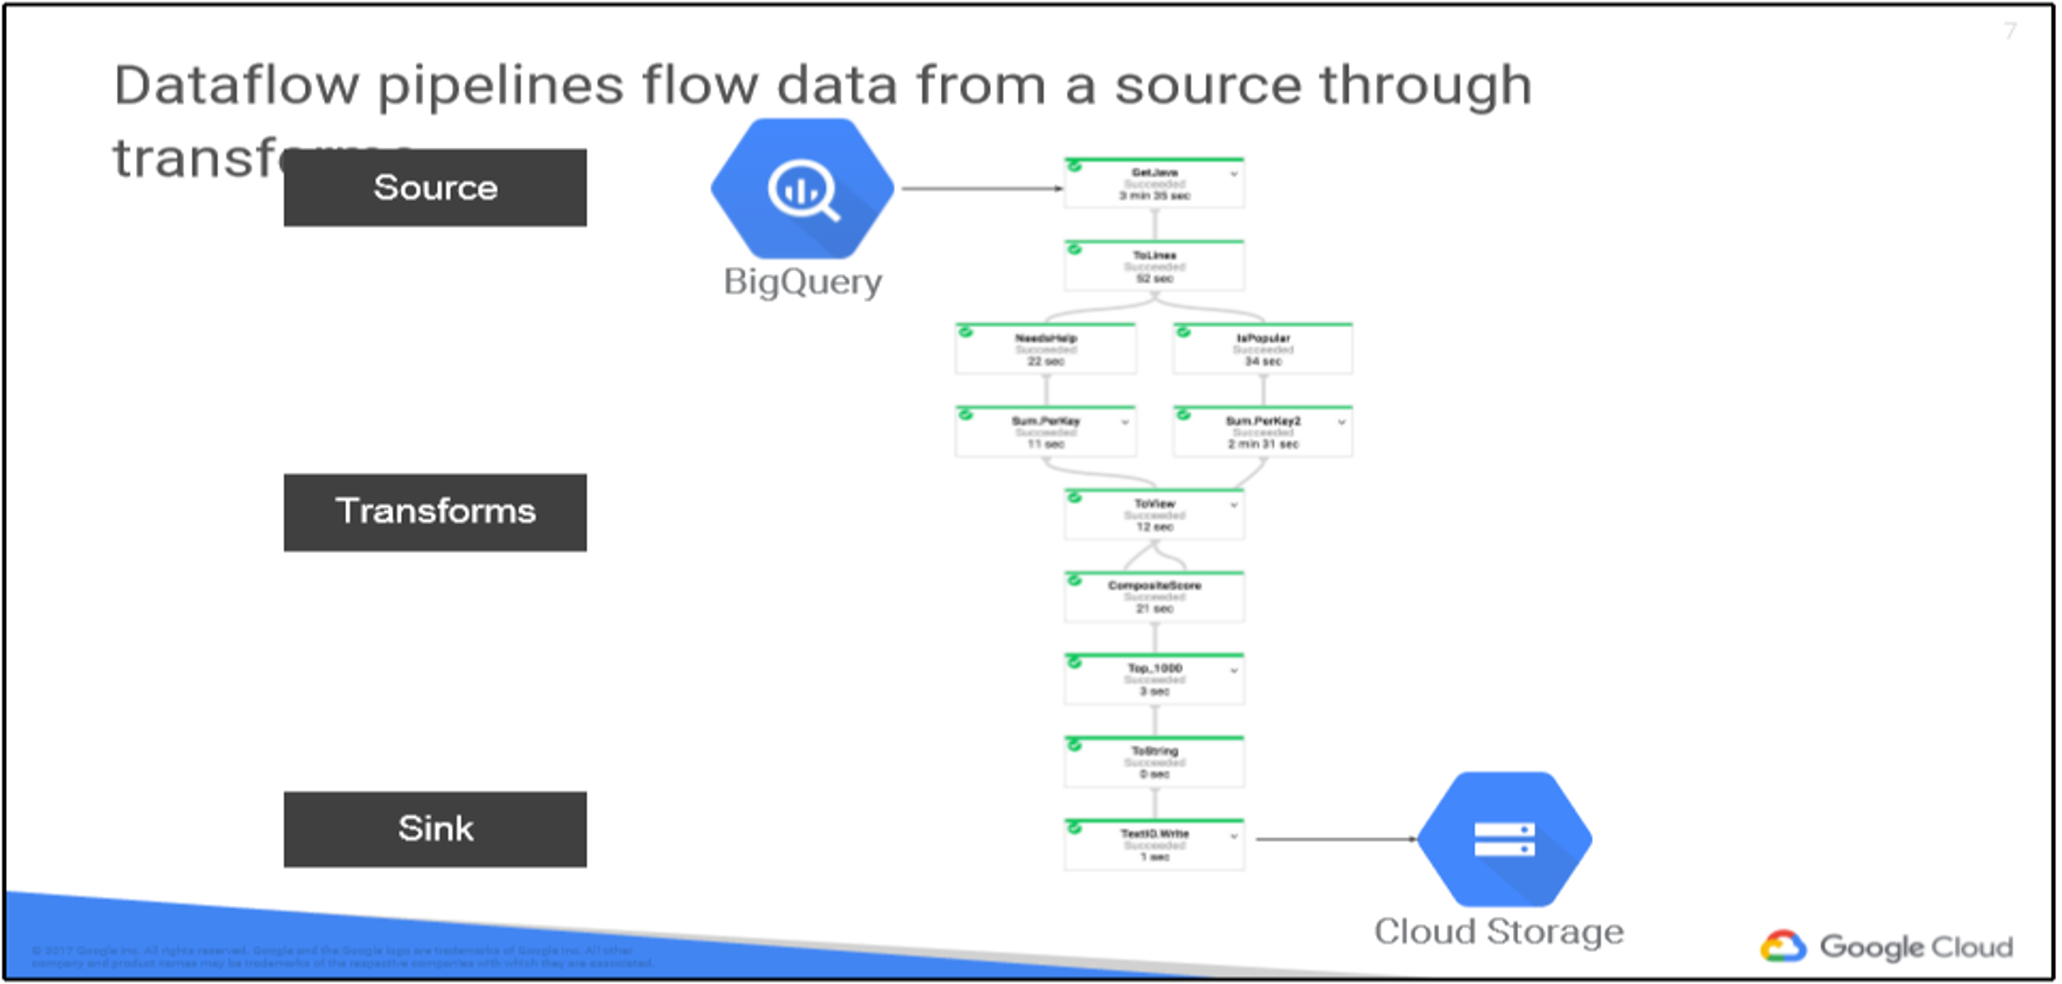 7
Dataflow pipelines flow data from a source through
Source
BigQuery
GetJava
Succeeded
3 min 35 sec
ToLines
Succeeded
52 sec
NeedsHelp
Succeeded
22 sec
IsPopular
Succeeded
34 sec
Sum.PerKey
Succeeded
11 sec
Sum.PerKey2
Succeeded
2 min 31 sec
Transforms
ToView
Succeeded
12 sec
CompositeScore
Succeeded
21 sec
Top_1000
Succeeded
3 sec
ToString
Succeeded
0 sec
Sink
TextIO.Write
Succeeded
1 sec
Cloud Storage
© 2017 Google Inc. All rights reserved. Google and the Google logo are trademarks of Google Inc. All other
company and product names may be trademarks of the respective companies with which they are associated.
Google Cloud